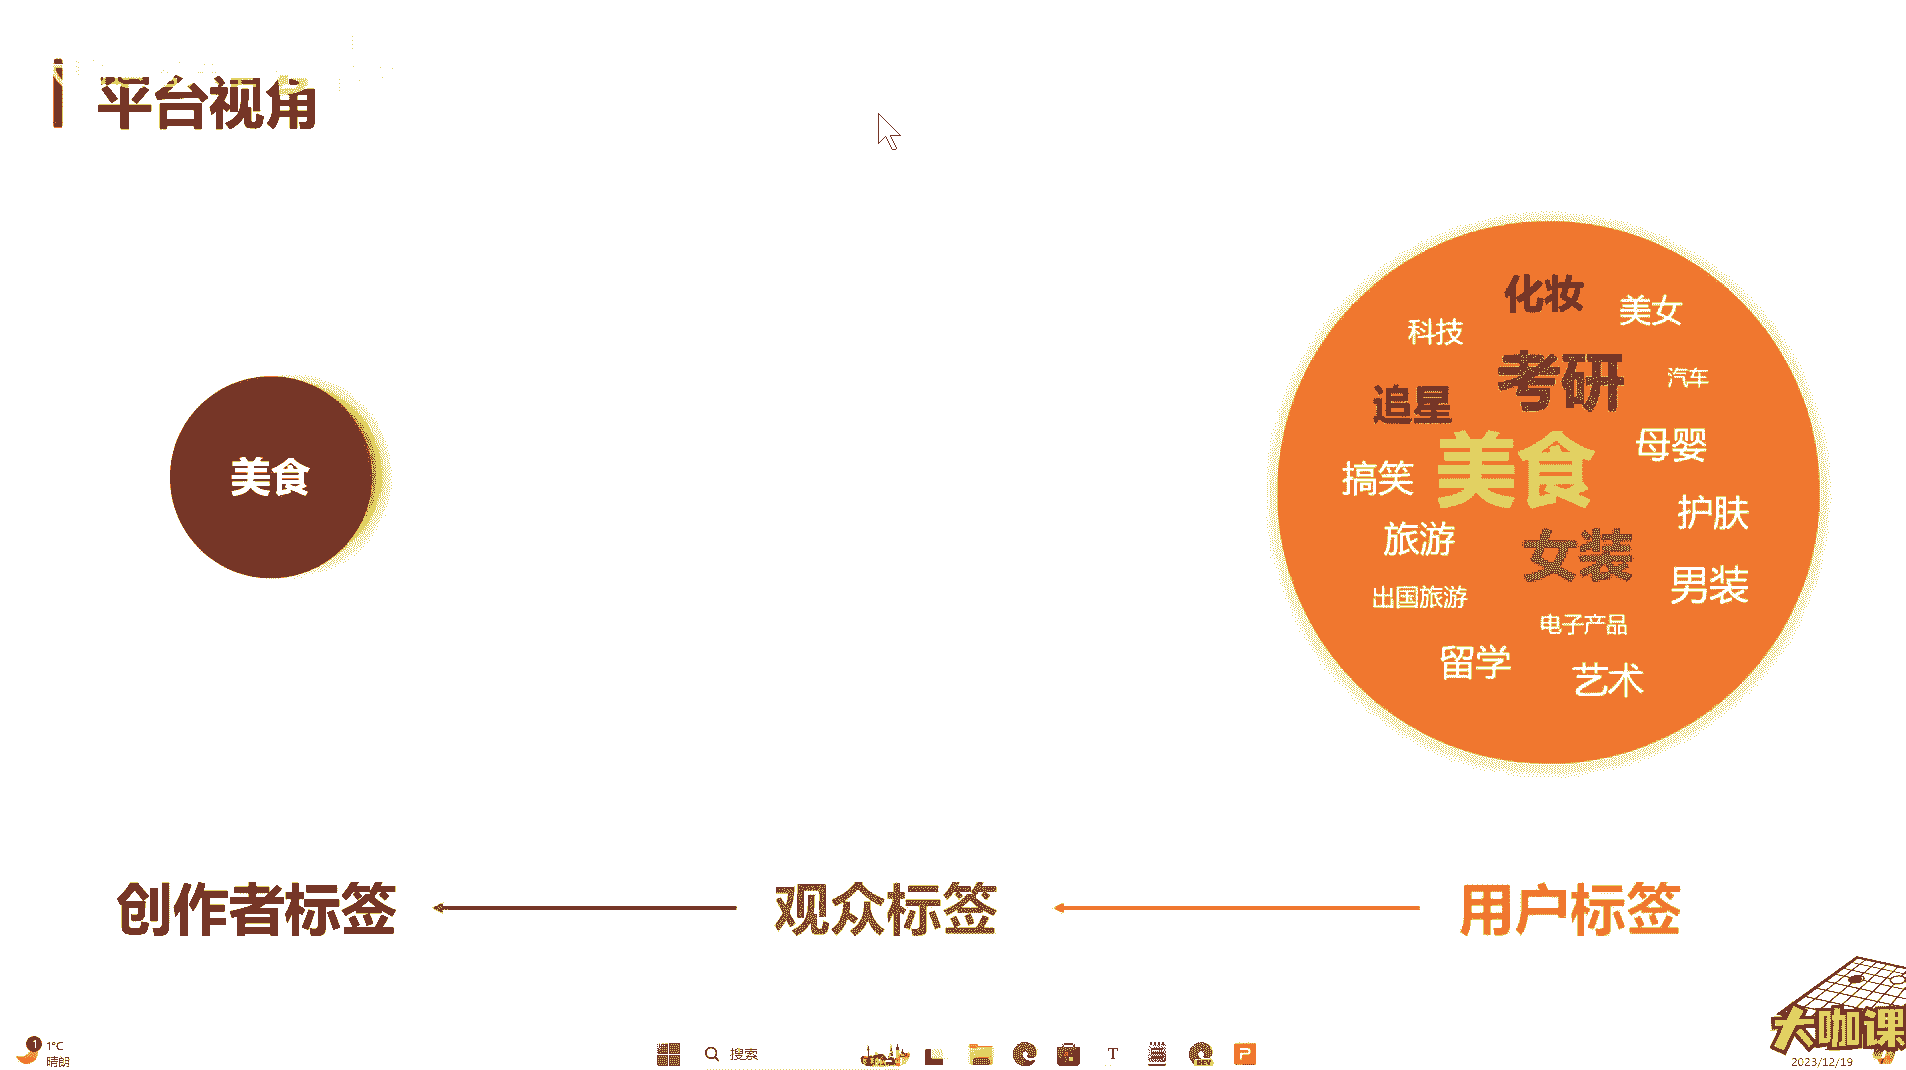 平台视角
化妆
美女
科技
考研
汽车
追星
母婴
美食
搞笑
美食
护肤
旅游
女装
男装
出国旅游
电子产品
留学
艺术
创作者标签
观众标签
用户标签
大咖课
1
1°C
晴朗
搜索
T
DEV
P
2023/12/19